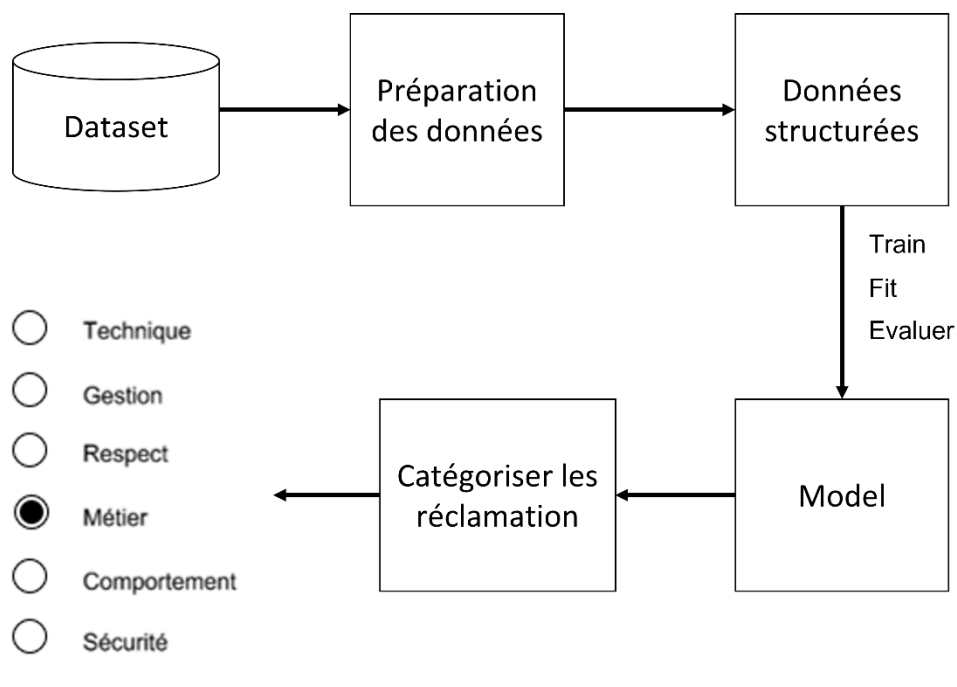 Dataset
Préparation
des données
Données
structurées
Train
Fit
Evaluer
Model
Catégoriser les
réclamation
Technique
Gestion
Respect
Métier
Comportement
Sécurité